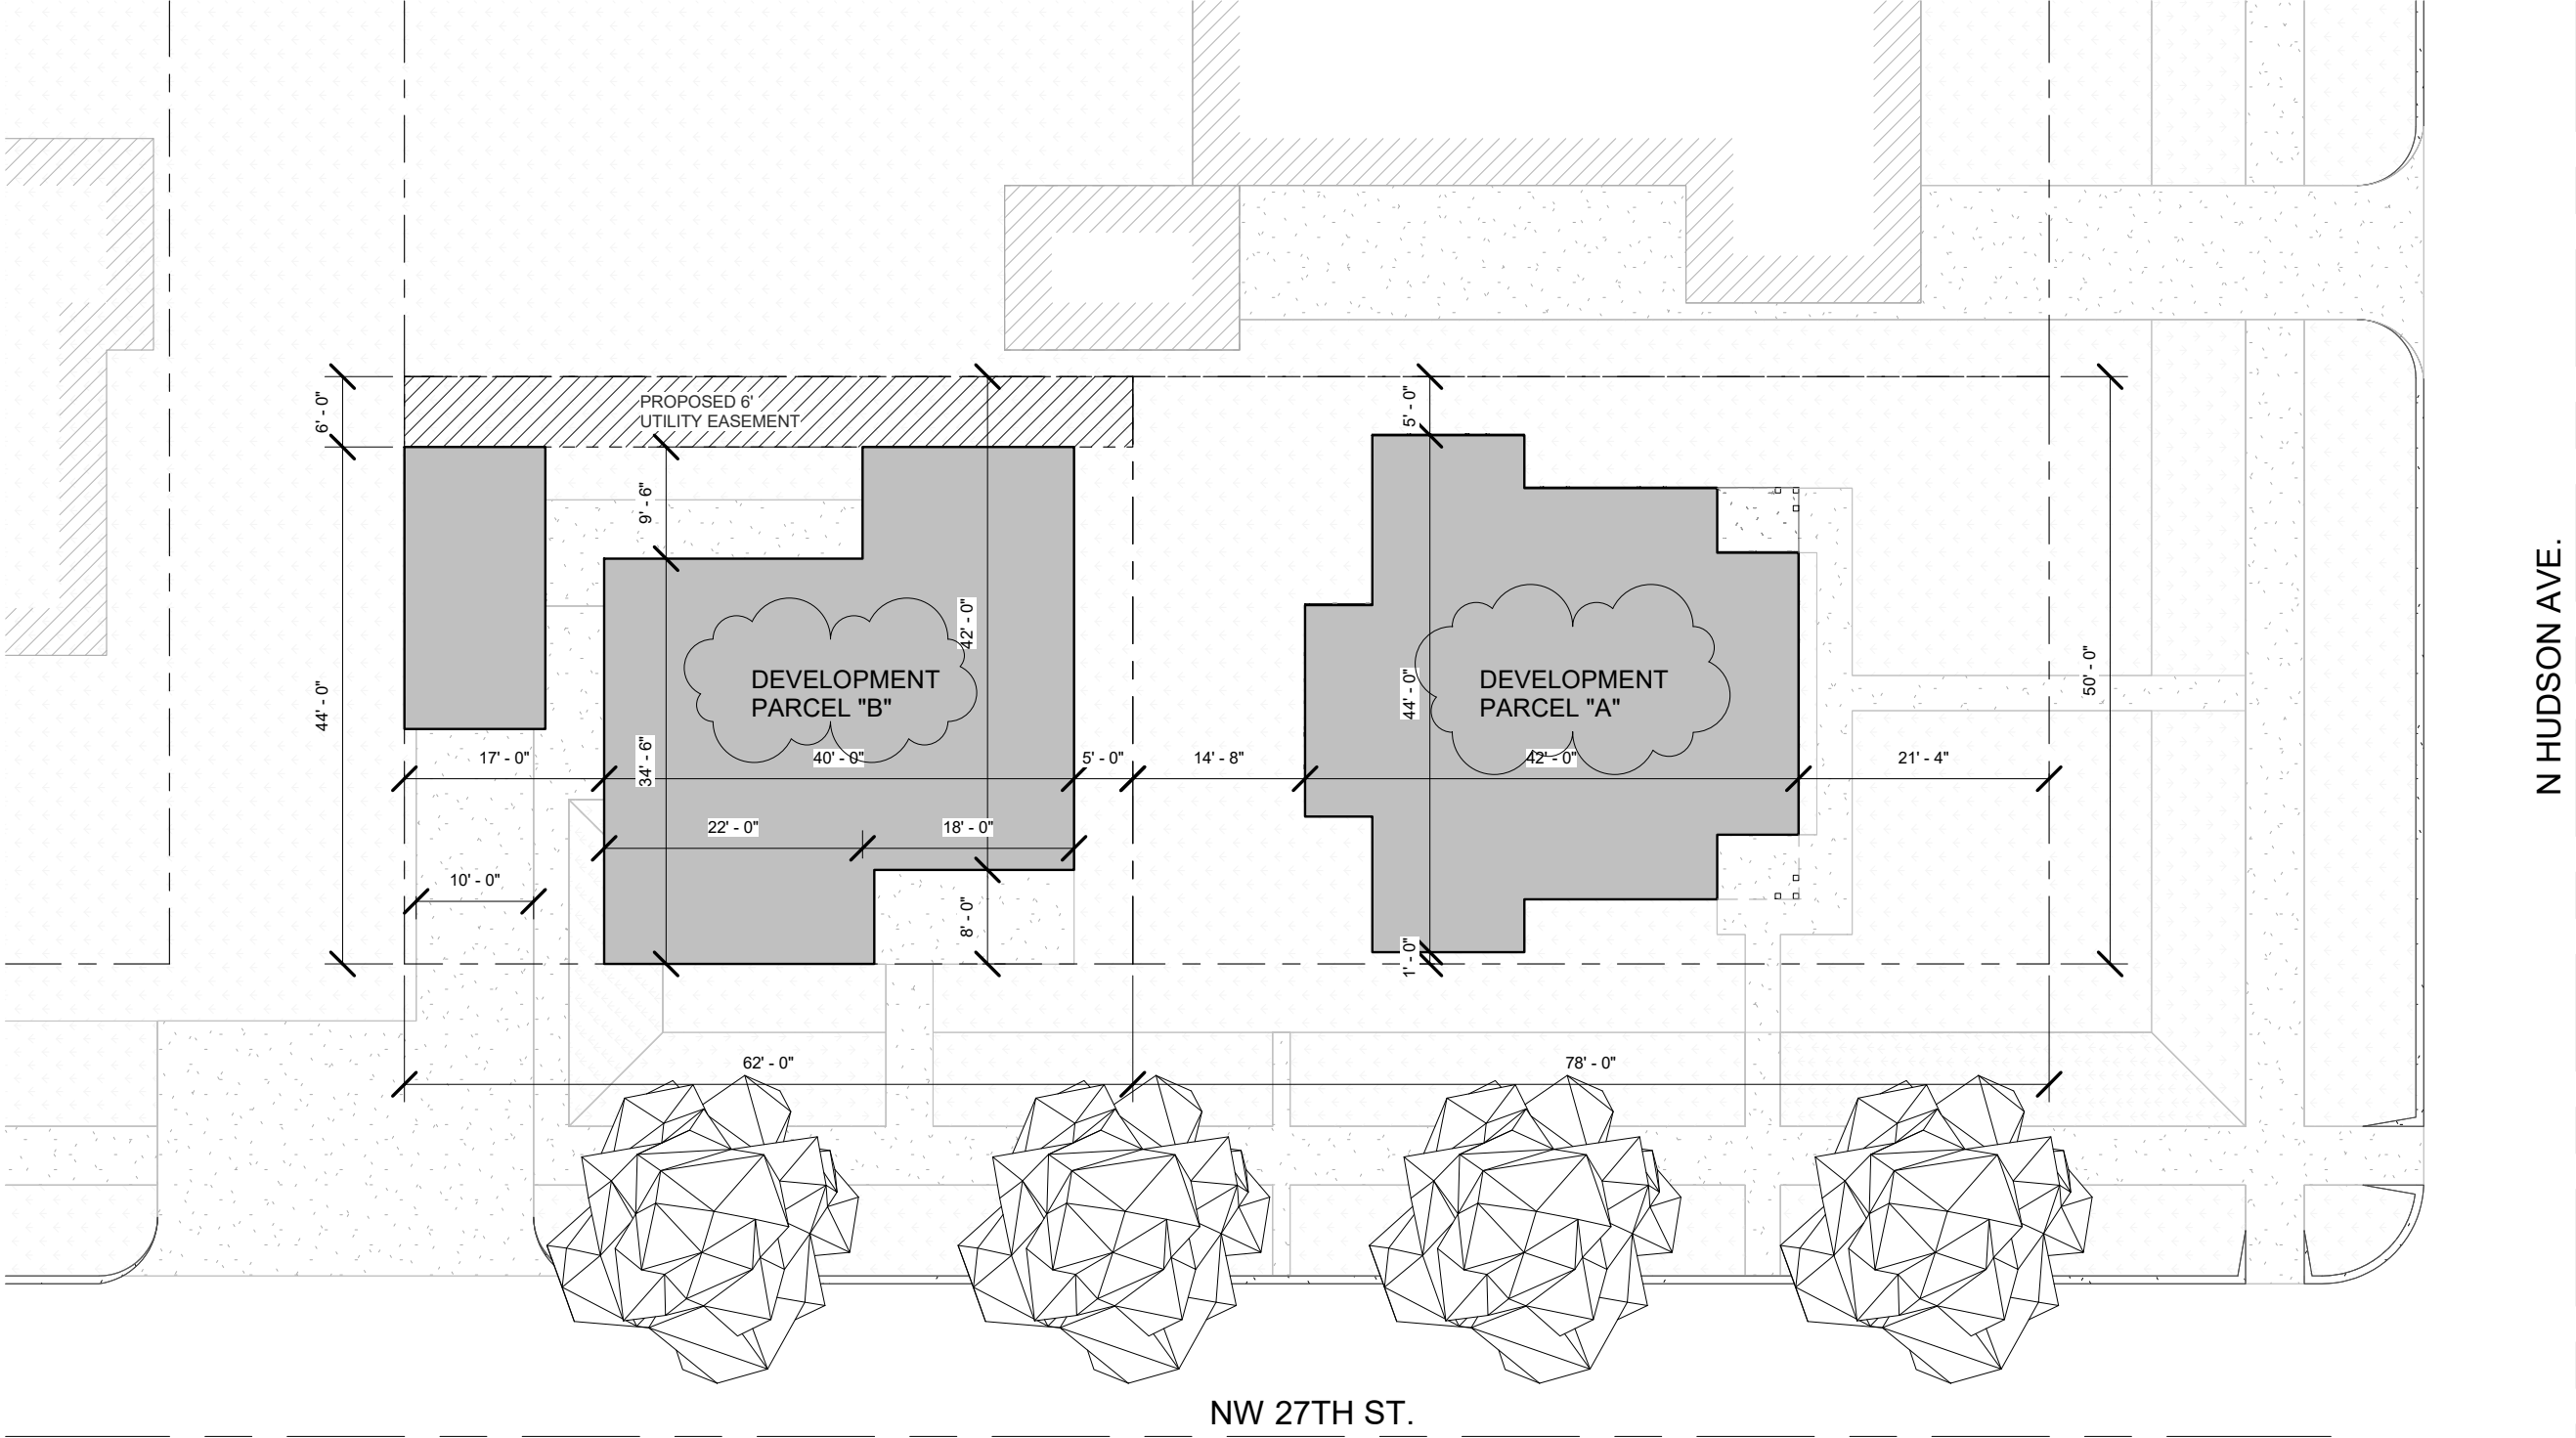 PROPOSED 6'
UTILITY EASEMENT
6' - 0"
5' - 0"
9' - 6"
42' - 0"
44' - 0"
DEVELOPMENT
PARCEL "B"
DEVELOPMENT
PARCEL "A"
44' - 0"
50' - 0"
N HUDSON AVE.
17' - 0"
34' - 6"
40' - 0"
5' - 0"
14' - 8"
42' - 0"
21' - 4"
22' - 0"
18' - 0"
10' - 0"
8' - 0"
1' - 0"
62' - 0"
78' - 0"
NW 27TH ST.